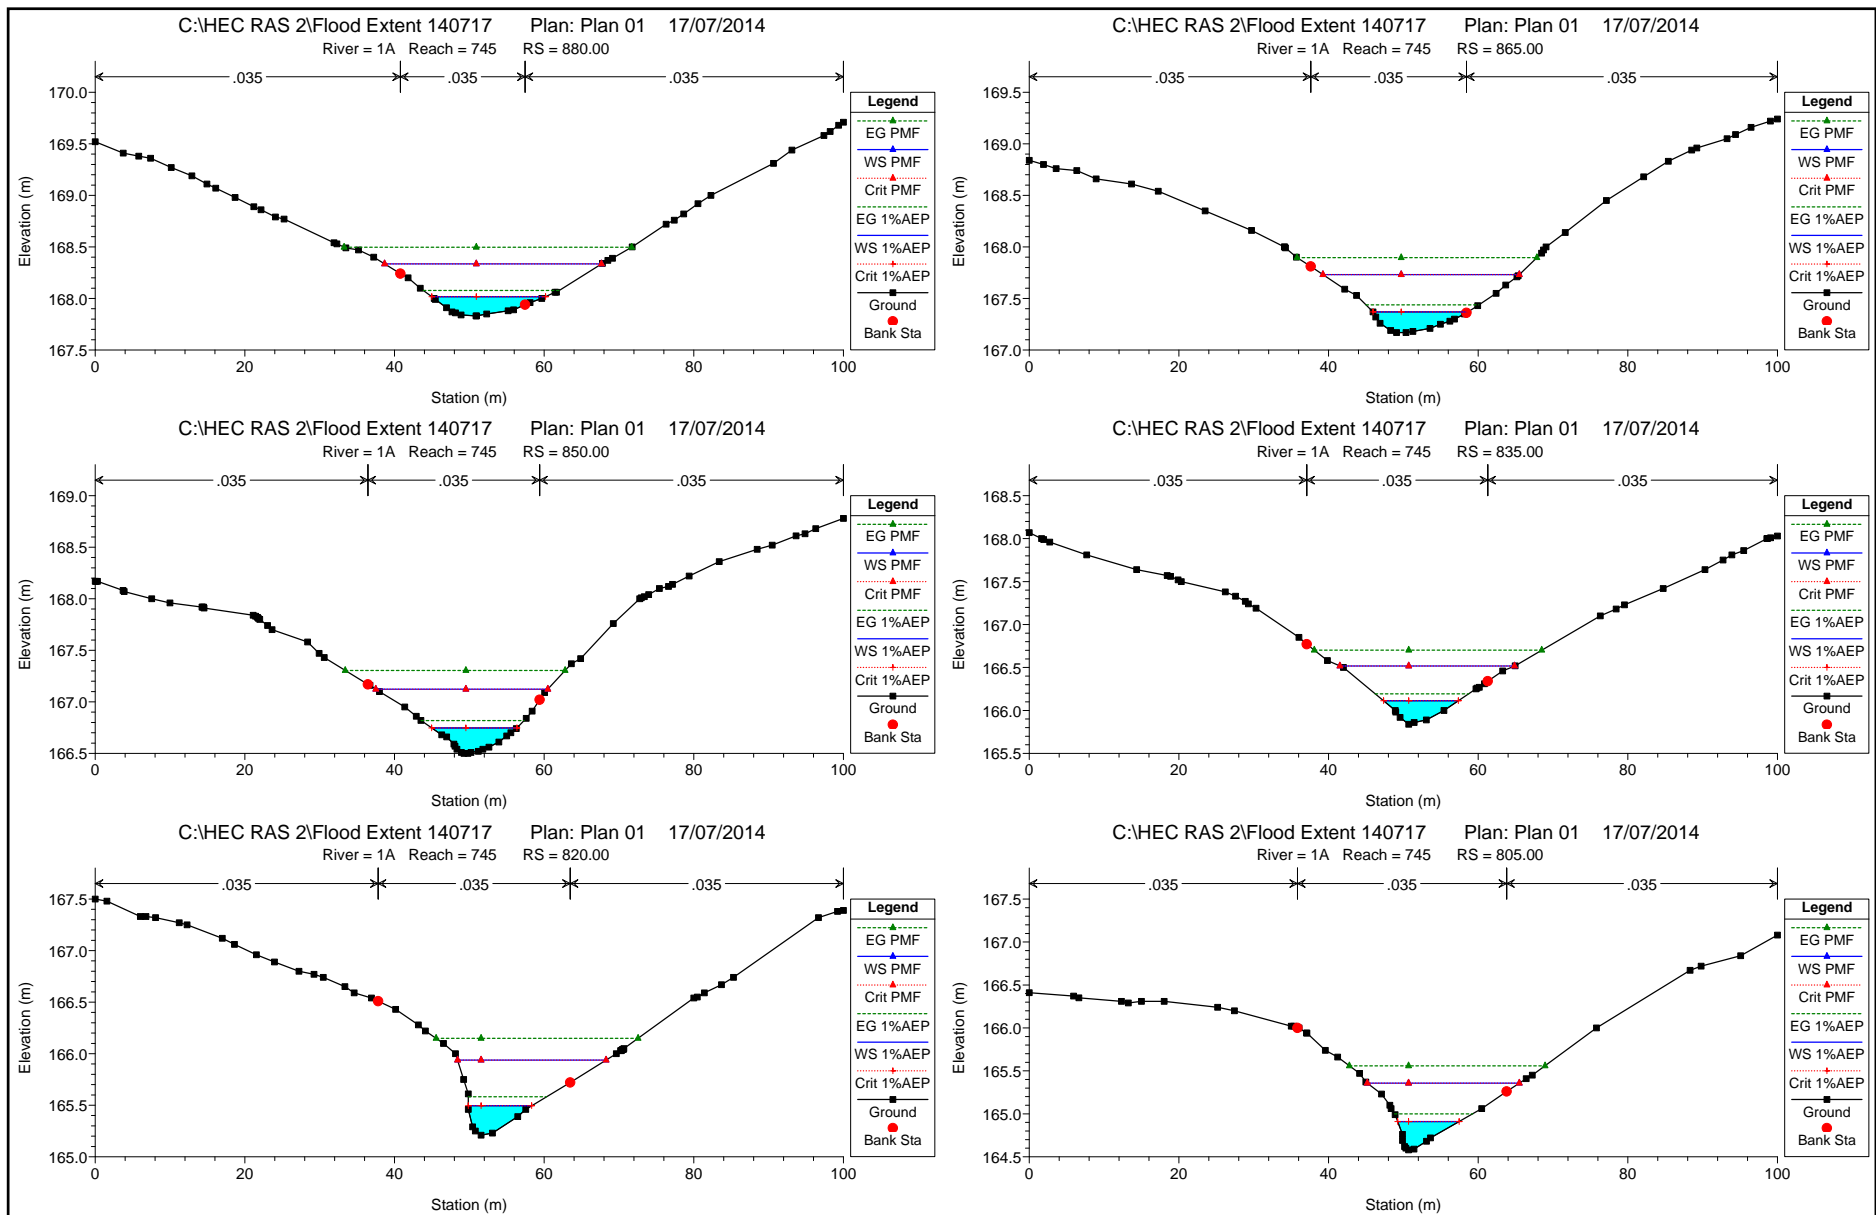 C:\HEC RAS 2\Flood Extent 140717 Plan: Plan 01 17/07/2014
River = 1A Reach = 745 RS = 880.00
.035 .035 .035
170.0
169.5
169.0
168.5
168.0
167.5
Elevation (m)
0 20 40 60 80 100
Station (m)
Legend
EG PMF
WS PMF
Crit PMF
EG 1%AEP
WS 1%AEP
Crit 1%AEP
Ground
Bank Sta
C:\HEC RAS 2\Flood Extent 140717 Plan: Plan 01 17/07/2014
River = 1A Reach = 745 RS = 865.00
.035 .035 .035
169.5
169.0
168.5
168.0
167.5
167.0
Elevation (m)
0 20 40 60 80 100
Station (m)
Legend
EG PMF
WS PMF
Crit PMF
EG 1%AEP
WS 1%AEP
Crit 1%AEP
Ground
Bank Sta
C:\HEC RAS 2\Flood Extent 140717 Plan: Plan 01 17/07/2014
River = 1A Reach = 745 RS = 850.00
.035 .035 .035
169.0
168.5
168.0
167.5
167.0
166.5
Elevation (m)
0 20 40 60 80 100
Station (m)
Legend
EG PMF
WS PMF
Crit PMF
EG 1%AEP
WS 1%AEP
Crit 1%AEP
Ground
Bank Sta
C:\HEC RAS 2\Flood Extent 140717 Plan: Plan 01 17/07/2014
River = 1A Reach = 745 RS = 835.00
.035 .035 .035
168.5
168.0
167.5
167.0
166.5
166.0
165.5
Elevation (m)
0 20 40 60 80 100
Station (m)
Legend
EG PMF
WS PMF
Crit PMF
EG 1%AEP
WS 1%AEP
Crit 1%AEP
Ground
Bank Sta
C:\HEC RAS 2\Flood Extent 140717 Plan: Plan 01 17/07/2014
River = 1A Reach = 745 RS = 820.00
.035 .035 .035
167.5
167.0
166.5
166.0
165.5
165.0
Elevation (m)
0 20 40 60 80 100
Station (m)
Legend
EG PMF
WS PMF
Crit PMF
EG 1%AEP
WS 1%AEP
Crit 1%AEP
Ground
Bank Sta
C:\HEC RAS 2\Flood Extent 140717 Plan: Plan 01 17/07/2014
River = 1A Reach = 745 RS = 805.00
.035 .035 .035
167.5
167.0
166.5
166.0
165.5
165.0
164.5
Elevation (m)
0 20 40 60 80 100
Station (m)
Legend
EG PMF
WS PMF
Crit PMF
EG 1%AEP
WS 1%AEP
Crit 1%AEP
Ground
Bank Sta